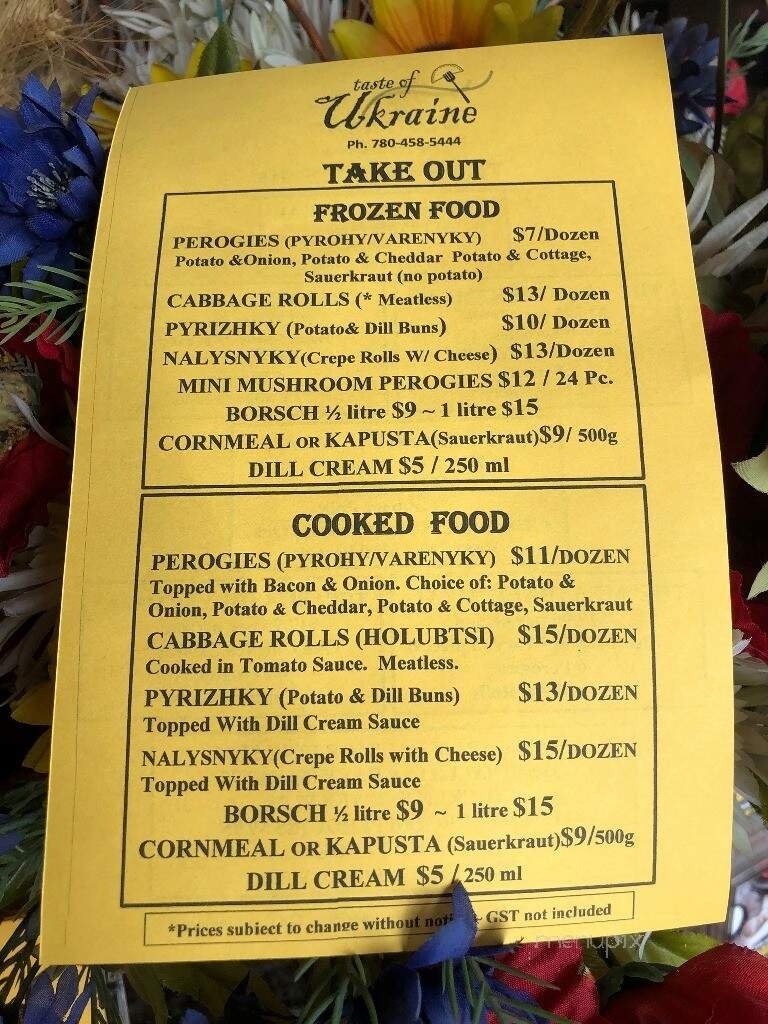 taste of
Ukraine
Ph. 780-458-5444
TAKE OUT
FROZEN FOOD
PEROGIES (PYROHY/VARENYKY) $7/Dozen
Potato &Onion, Potato & Cheddar Potato & Cottage,
Sauerkraut (no potato)
CABBAGE ROLLS (* Meatless) $13/ Dozen
PYRIZHKY (Potato& Dill Buns) $10/ Dozen
NALYSNYKY(Crepe Rolls W/ Cheese) $13/Dozen
MINI MUSHROOM PEROGIES $12 / 24 Pc.
BORSCH ½ litre $9 ~ 1 litre $15
CORNMEAL OR KAPUSTA(Sauerkraut)$9/ 500g
DILL CREAM $5 / 250 ml
COOKED FOOD
PEROGIES (PYROHY/VARENYKY) $11/DOZEN
Topped with Bacon & Onion. Choice of: Potato &
Onion, Potato & Cheddar, Potato & Cottage, Sauerkraut
CABBAGE ROLLS (HOLUBTSI) $15/DOZEN
Cooked in Tomato Sauce. Meatless.
PYRIZHKY (Potato & Dill Buns) $13/DOZEN
Topped With Dill Cream Sauce
NALYSNYKY(Crepe Rolls with Cheese) $15/DOZEN
Topped With Dill Cream Sauce
BORSCH ½ litre $9 ~ 1 litre $15
CORNMEAL OR KAPUSTA (Sauerkraut)$9/500g
DILL CREAM $5 / 250 ml
*Prices subject to change without ~ GST not included
menupix